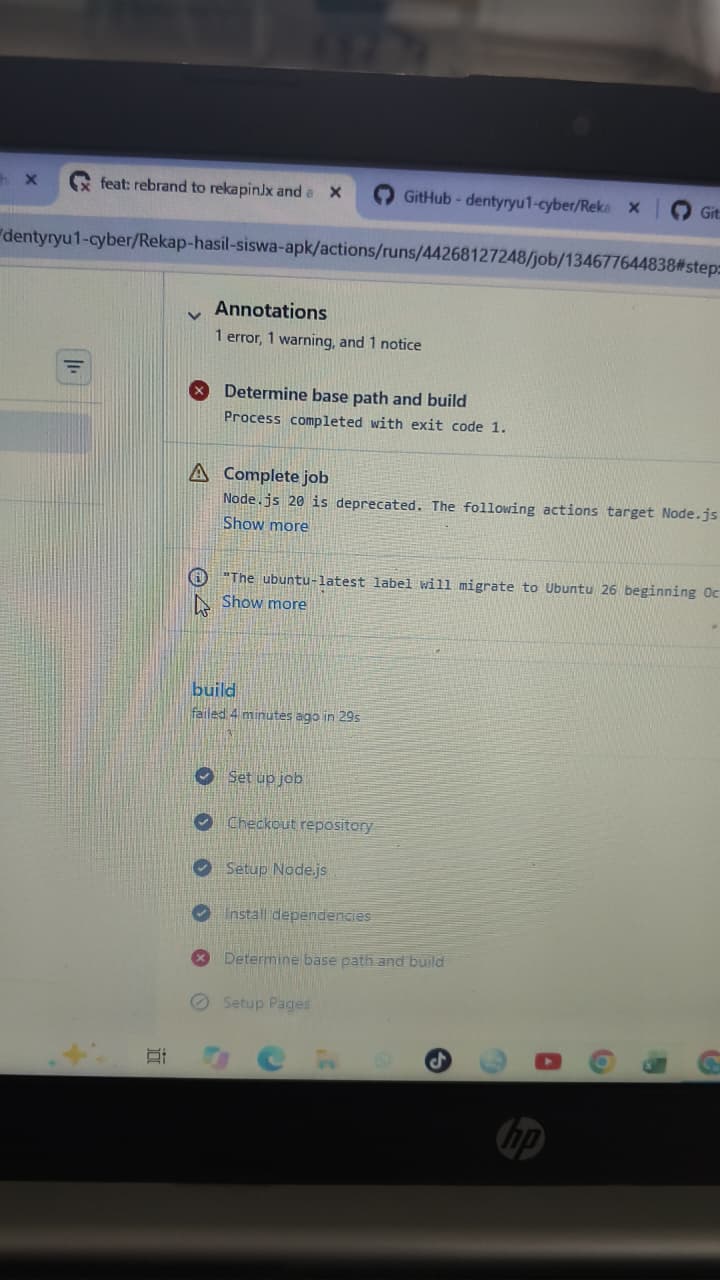 feat: rebrand to rekapinJx and a
GitHub - dentyryu1-cyber/Reka
Git
/dentyryu1-cyber/Rekap-hasil-siswa-apk/actions/runs/44268127248/job/134677644838#step:
Annotations
1 error, 1 warning, and 1 notice
Determine base path and build
Process completed with exit code 1.
Complete job
Node.js 20 is deprecated. The following actions target Node.js
Show more
"The ubuntu-latest label will migrate to Ubuntu 26 beginning Oc
Show more
build
failed 4 minutes ago in 29s
Set up job
Checkout repository
Setup Node.js
Install dependencies
Determine base path and build
Setup Pages
hp